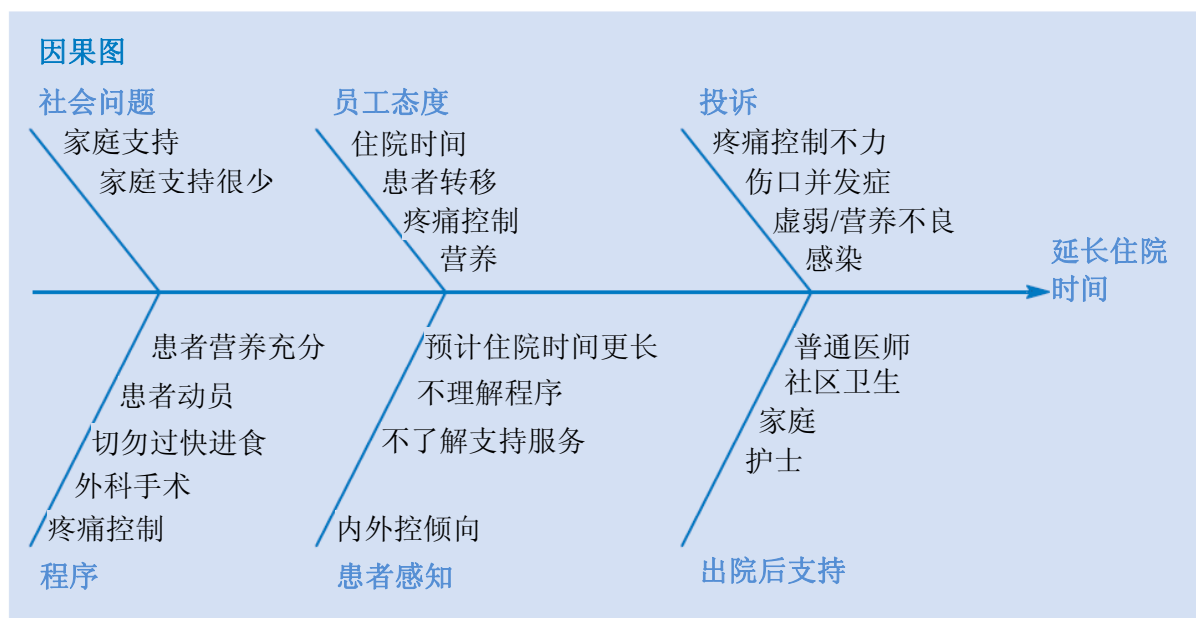 因果图
社会问题
家庭支持
家庭支持很少
员工态度
住院时间
患者转移
疼痛控制
营养
投诉
疼痛控制不力
伤口并发症
虚弱/营养不良
感染
延长住院
时间
患者营养充分
患者动员
切勿过快进食
外科手术
疼痛控制
程序
预计住院时间更长
不理解程序
不了解支持服务
内外控倾向
患者感知
普通医师
社区卫生
家庭
护士
出院后支持